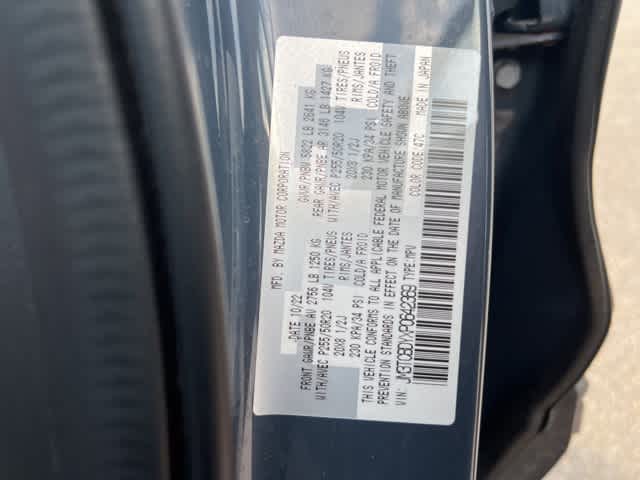 MFD. BY MAZDA MOTOR CORPORATION
DATE 10/22 GVWR/PNBV 5822 LB 2641 KG
FRONT GAWR/PNBE AV 2756 LB 1250 KG REAR GAWR/PNBE AR 3146 LB 1427 KG
WITH/AVEC P255/50R20 104V TIRES/PNEUS WITH/AVEC P255/50R20 104V TIRES/PNEUS
20X8 1/2J RIMS/JANTES 20X8 1/2J RIMS/JANTES
230 KPA/34 PSI COLD/A FROID 230 KPA/34 PSI COLD/A FROID
THIS VEHICLE CONFORMS TO ALL APPLICABLE FEDERAL MOTOR VEHICLE SAFETY AND THEFT
PREVENTION STANDARDS IN EFFECT ON THE DATE OF MANUFACTURE SHOWN ABOVE.
VIN: JM3TCBDYXP0642369 TYPE:MPV COLOR CODE:47C MADE IN JAPAN